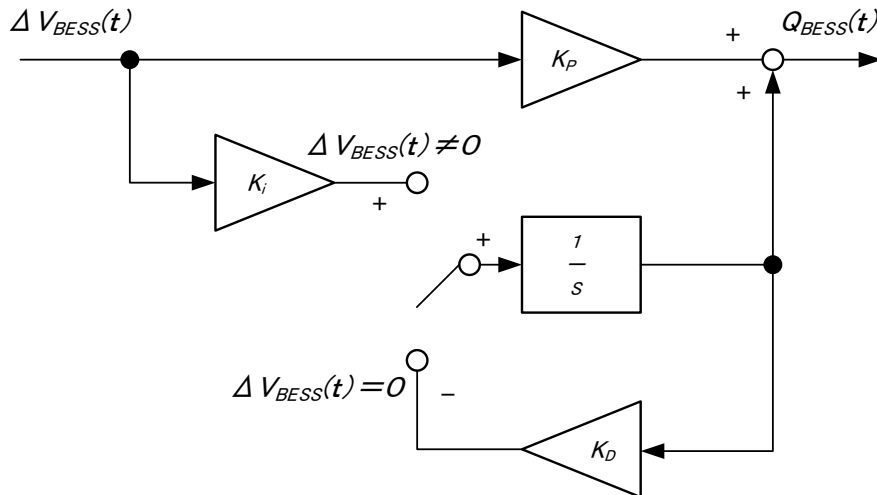 ΔV_BESS(t)
+
Q_BESS(t)
K_P
+
ΔV_BESS(t)≠0
K_i
+
+
1
s
ΔV_BESS(t)=0
−
K_D